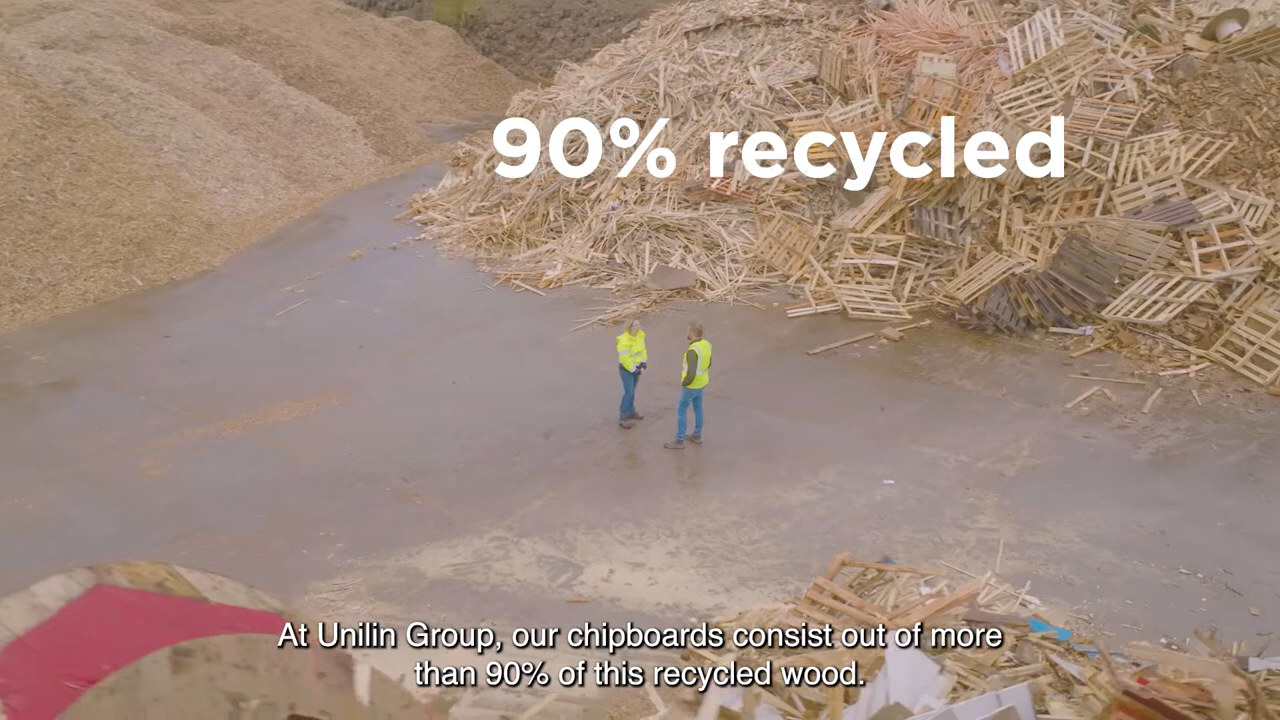 90% recycled
At Unilin Group, our chipboards consist out of more
than 90% of this recycled wood.